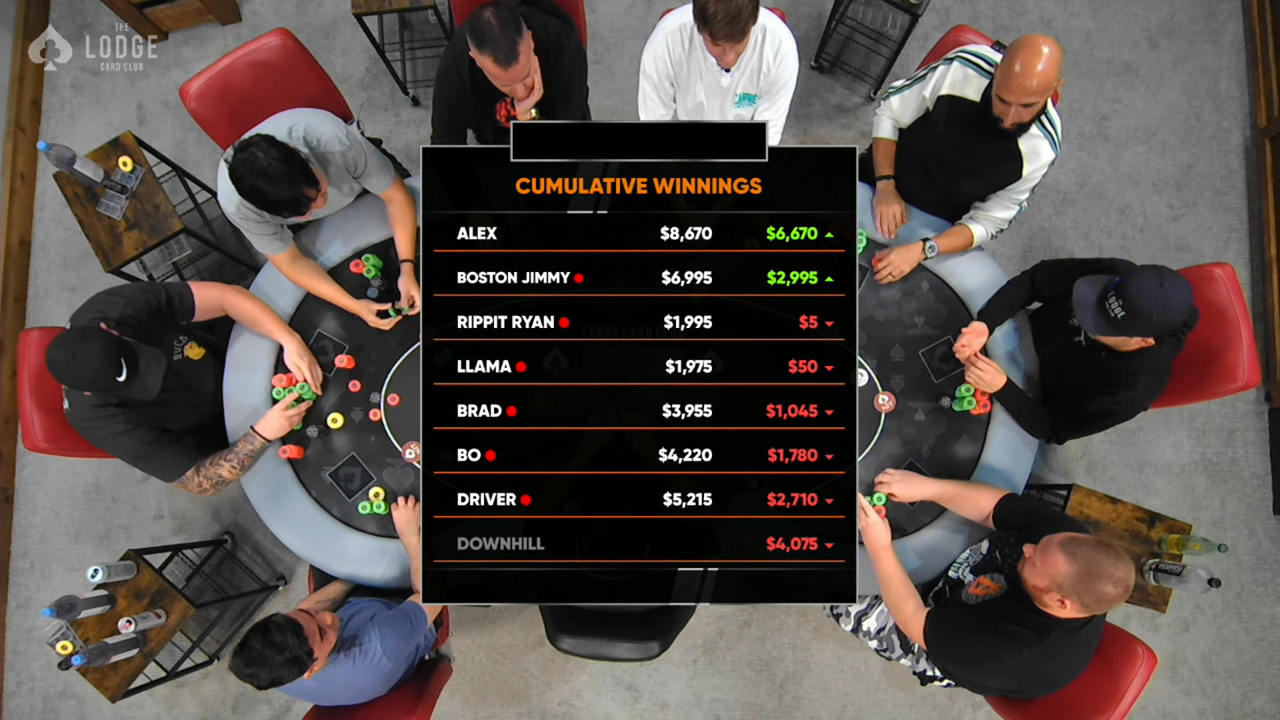 THE
LODGE
CARD CLUB
CUMULATIVE WINNINGS
ALEX $8,670 $6,670
BOSTON JIMMY $6,995 $2,995
RIPPIT RYAN $1,995 $5
LLAMA $1,975 $50
BRAD $3,955 $1,045
BO $4,220 $1,780
DRIVER $5,215 $2,710
DOWNHILL $4,075